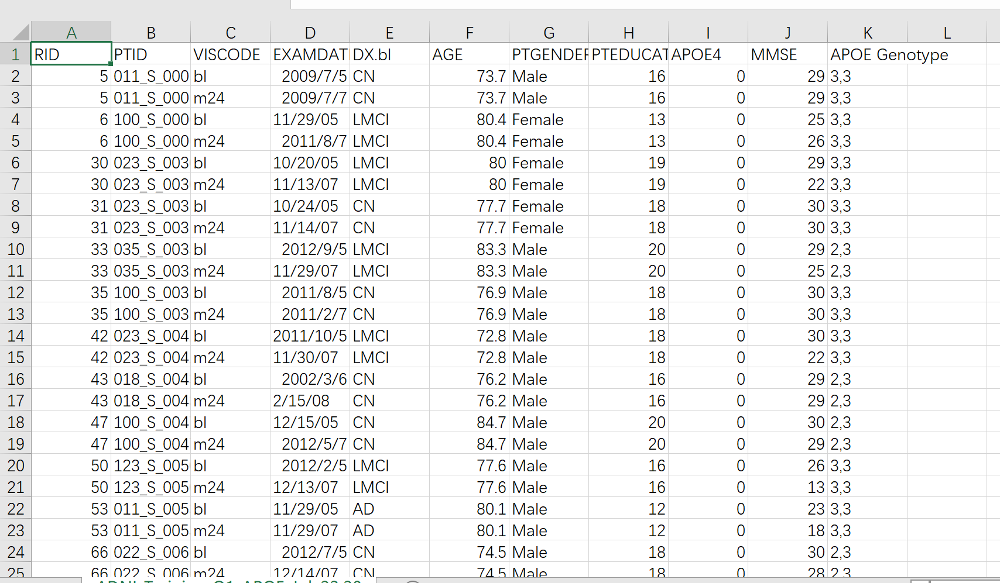 A B C D E F G H I J K L
1 RID PTID VISCODE EXAMDAT DX.bl AGE PTGENDER PTEDUCAT APOE4 MMSE APOE Genotype
2 5 011_S_000 bl 2009/7/5 CN 73.7 Male 16 0 29 3,3
3 5 011_S_000 m24 2009/7/7 CN 73.7 Male 16 0 29 3,3
4 6 100_S_000 bl 11/29/05 LMCI 80.4 Female 13 0 25 3,3
5 6 100_S_000 m24 2011/8/7 LMCI 80.4 Female 13 0 26 3,3
6 30 023_S_003 bl 10/20/05 LMCI 80 Female 19 0 29 3,3
7 30 023_S_003 m24 11/13/07 LMCI 80 Female 19 0 22 3,3
8 31 023_S_003 bl 10/24/05 CN 77.7 Female 18 0 30 3,3
9 31 023_S_003 m24 11/14/07 CN 77.7 Female 18 0 30 3,3
10 33 035_S_003 bl 2012/9/5 LMCI 83.3 Male 20 0 29 2,3
11 33 035_S_003 m24 11/29/07 LMCI 83.3 Male 20 0 25 2,3
12 35 100_S_003 bl 2011/8/5 CN 76.9 Male 18 0 30 3,3
13 35 100_S_003 m24 2011/2/7 CN 76.9 Male 18 0 30 3,3
14 42 023_S_004 bl 2011/10/5 LMCI 72.8 Male 18 0 30 3,3
15 42 023_S_004 m24 11/30/07 LMCI 72.8 Male 18 0 22 3,3
16 43 018_S_004 bl 2002/3/6 CN 76.2 Male 16 0 29 2,3
17 43 018_S_004 m24 2/15/08 CN 76.2 Male 16 0 29 2,3
18 47 100_S_004 bl 12/15/05 CN 84.7 Male 20 0 30 2,3
19 47 100_S_004 m24 2012/5/7 CN 84.7 Male 20 0 29 2,3
20 50 123_S_005 bl 2012/2/5 LMCI 77.6 Male 16 0 26 3,3
21 50 123_S_005 m24 12/13/07 LMCI 77.6 Male 16 0 13 3,3
22 53 011_S_005 bl 11/29/05 AD 80.1 Male 12 0 23 3,3
23 53 011_S_005 m24 11/29/07 AD 80.1 Male 12 0 18 3,3
24 66 022_S_006 bl 2012/7/5 CN 74.5 Male 18 0 30 2,3
25 66 022_S_006 m24 12/14/07 CN 74.5 Male 18 0 28 2,3